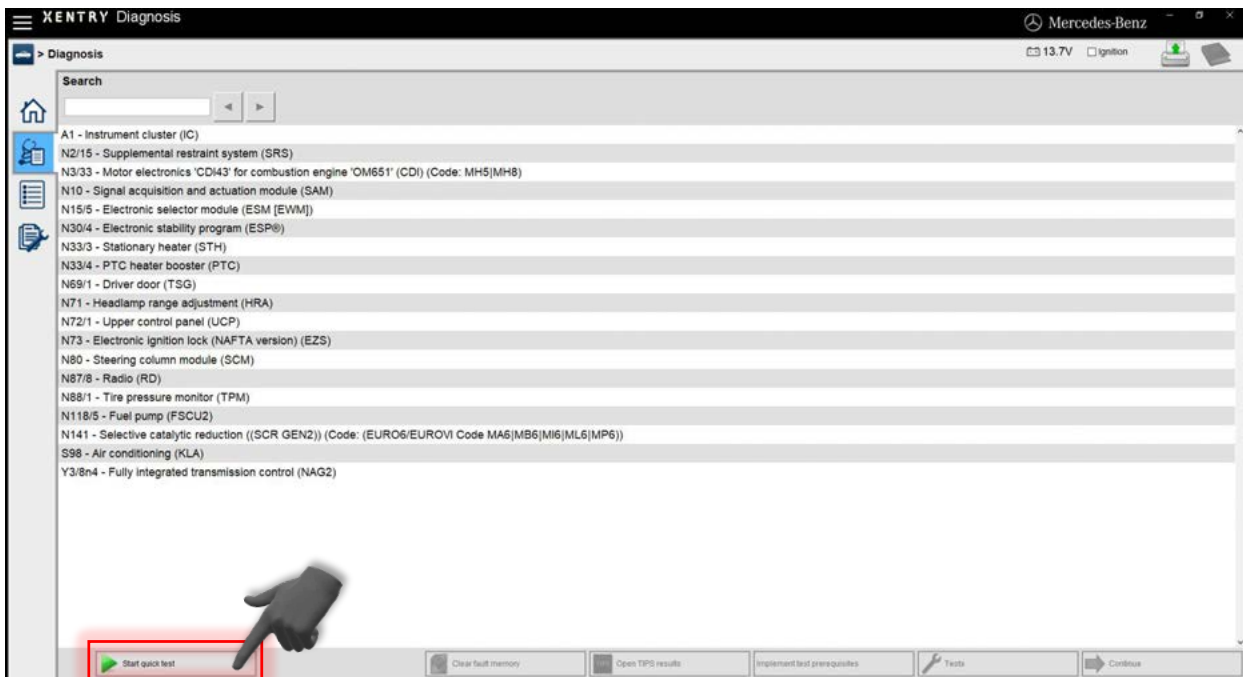 XENTRY Diagnosis
Mercedes-Benz
> Diagnosis
13.7V Ignition
Search
A1 - Instrument cluster (IC)
N2/15 - Supplemental restraint system (SRS)
N3/33 - Motor electronics 'CDI43' for combustion engine 'OM651' (CDI) (Code: MH5|MH8)
N10 - Signal acquisition and actuation module (SAM)
N15/5 - Electronic selector module (ESM [EWM])
N30/4 - Electronic stability program (ESP®)
N33/3 - Stationary heater (STH)
N33/4 - PTC heater booster (PTC)
N69/1 - Driver door (TSG)
N71 - Headlamp range adjustment (HRA)
N72/1 - Upper control panel (UCP)
N73 - Electronic ignition lock (NAFTA version) (EZS)
N80 - Steering column module (SCM)
N87/8 - Radio (RD)
N88/1 - Tire pressure monitor (TPM)
N118/5 - Fuel pump (FSCU2)
N141 - Selective catalytic reduction ((SCR GEN2)) (Code: (EURO6/EUROVI Code MA6|MB6|MI6|ML6|MP6))
S98 - Air conditioning (KLA)
Y3/8n4 - Fully integrated transmission control (NAG2)
Start quick test
Clear fault memory
TIPS Open TIPS results
Implement test prerequisites
Tests
Continue